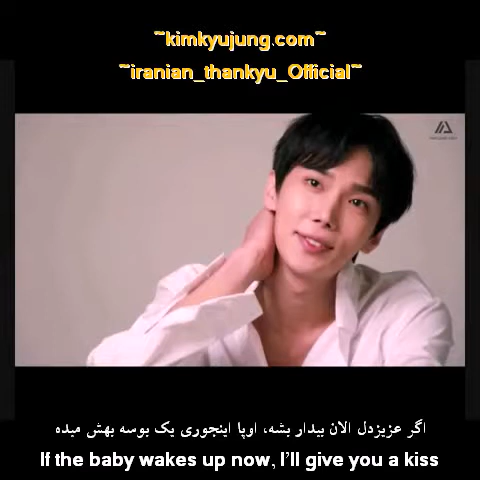 ~kimkyujung.com~
~iranian_thankyu_Official~
اگر عزیزدل الان بیدار بشه، اوپا اینجوری یک بوسه بهش میده
If the baby wakes up now, I'll give you a kiss